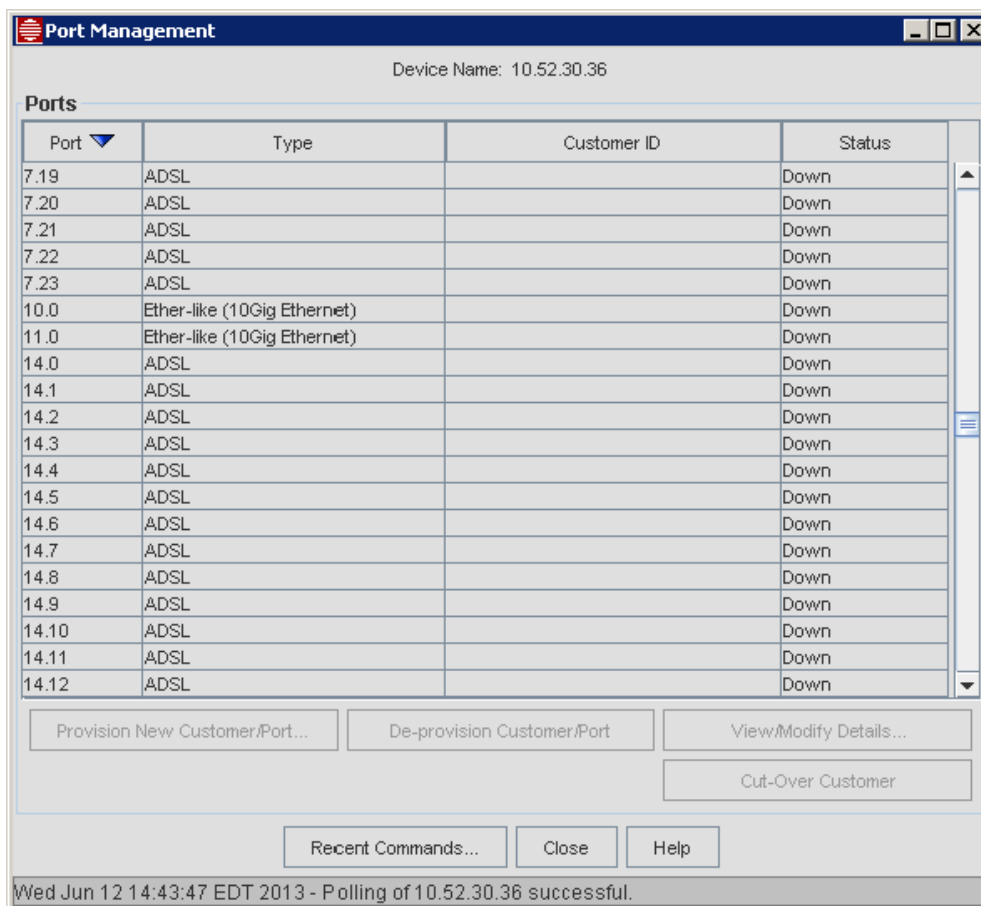 Port Management
Device Name: 10.52.30.36
Ports
Port Type Customer ID Status
7.19 ADSL Down
7.20 ADSL Down
7.21 ADSL Down
7.22 ADSL Down
7.23 ADSL Down
10.0 Ether-like (10Gig Ethernet) Down
11.0 Ether-like (10Gig Ethernet) Down
14.0 ADSL Down
14.1 ADSL Down
14.2 ADSL Down
14.3 ADSL Down
14.4 ADSL Down
14.5 ADSL Down
14.6 ADSL Down
14.7 ADSL Down
14.8 ADSL Down
14.9 ADSL Down
14.10 ADSL Down
14.11 ADSL Down
14.12 ADSL Down
Provision New Customer/Port... De-provision Customer/Port View/Modify Details...
Cut-Over Customer
Recent Commands... Close Help
Wed Jun 12 14:43:47 EDT 2013 - Polling of 10.52.30.36 successful.